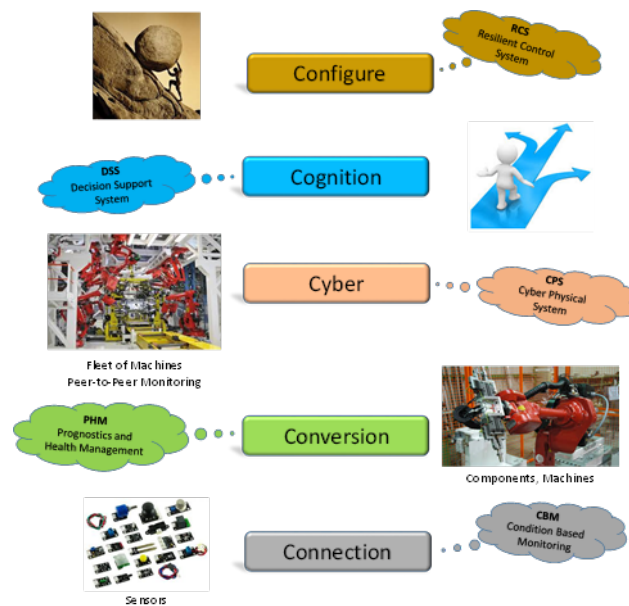 RCS
Resilient Control
System
Configure
DSS
Decision Support
System
Cognition
Cyber
CPS
Cyber Physical
System
Fleet of Machines
Peer-to-Peer Monitoring
PHM
Prognostics and
Health Management
Conversion
Components, Machines
CBM
Condition Based
Monitoring
Connection
Sensors